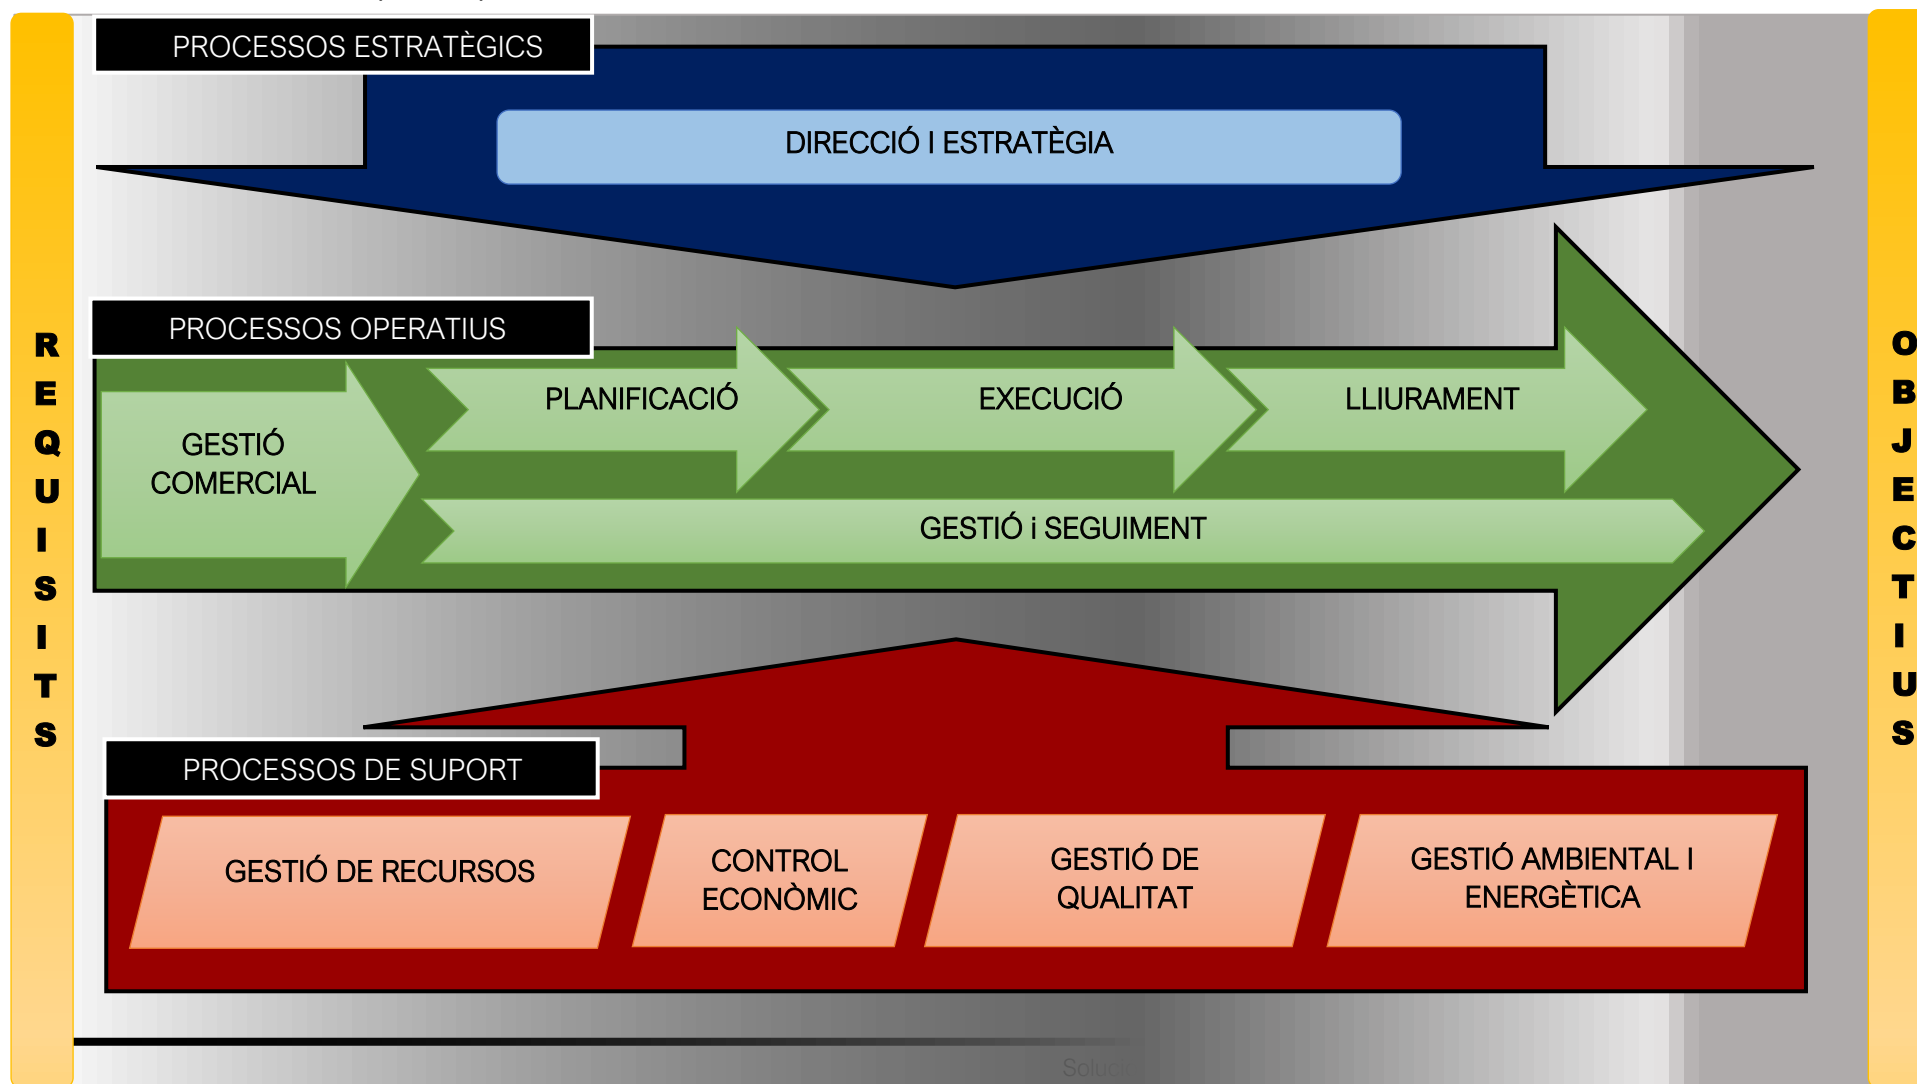 PROCESSOS ESTRATÈGICS
DIRECCIÓ I ESTRATÈGIA
REQUISITS
PROCESSOS OPERATIUS
GESTIÓ
COMERCIAL
PLANIFICACIÓ
EXECUCIÓ
LLIURAMENT
GESTIÓ i SEGUIMENT
OBJECTIUS
PROCESSOS DE SUPORT
GESTIÓ DE RECURSOS
CONTROL
ECONÒMIC
GESTIÓ DE
QUALITAT
GESTIÓ AMBIENTAL I
ENERGÈTICA